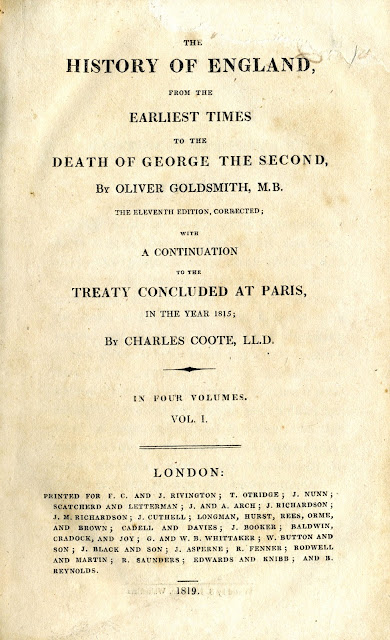 THE
HISTORY OF ENGLAND,
FROM THE
EARLIEST TIMES
TO THE
DEATH OF GEORGE THE SECOND,
BY OLIVER GOLDSMITH, M.B.
THE ELEVENTH EDITION, CORRECTED;
WITH
A CONTINUATION
TO THE
TREATY CONCLUDED AT PARIS,
IN THE YEAR 1815;
BY CHARLES COOTE, LL.D.
IN FOUR VOLUMES.
VOL. I.
LONDON:
PRINTED FOR F. C. AND J. RIVINGTON; T. OTRIDGE; J. NUNN;
SCATCHERD AND LETTERMAN; J. AND A. ARCH; J. RICHARDSON;
J. M. RICHARDSON; J. CUTHELL; LONGMAN, HURST, REES, ORME,
AND BROWN; CADELL AND DAVIES; J. BOOKER; BALDWIN,
CRADOCK, AND JOY; G. AND W. B. WHITTAKER; W. BUTTON AND
SON; J. BLACK AND SON; J. ASPERNE; R. FENNER; RODWELL
AND MARTIN; R. SAUNDERS; EDWARDS AND KNIBB; AND B.
REYNOLDS.
1819.